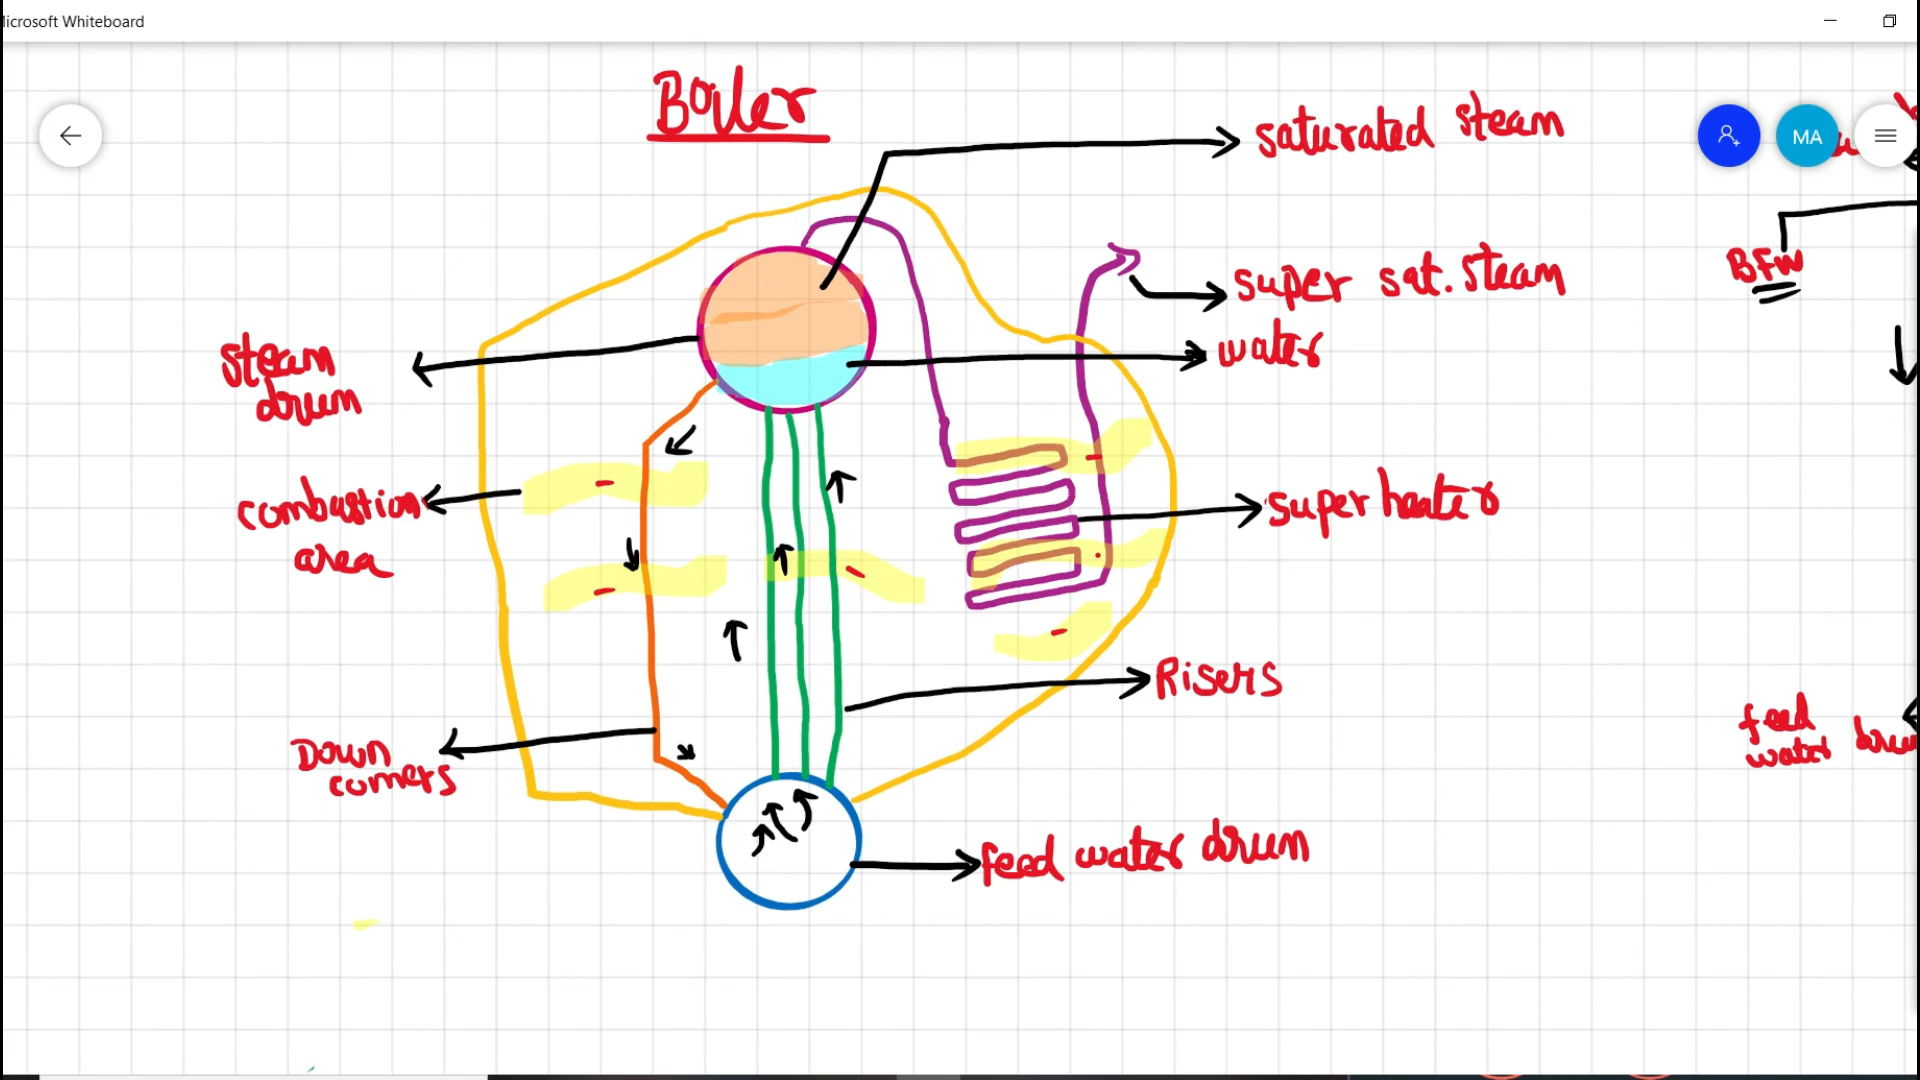 Microsoft Whiteboard
Boiler
saturated steam
MA
super sat. steam
BFW
water
steam
drum
combustion
area
super heater
Risers
Down
comers
feed
water
feed water drum